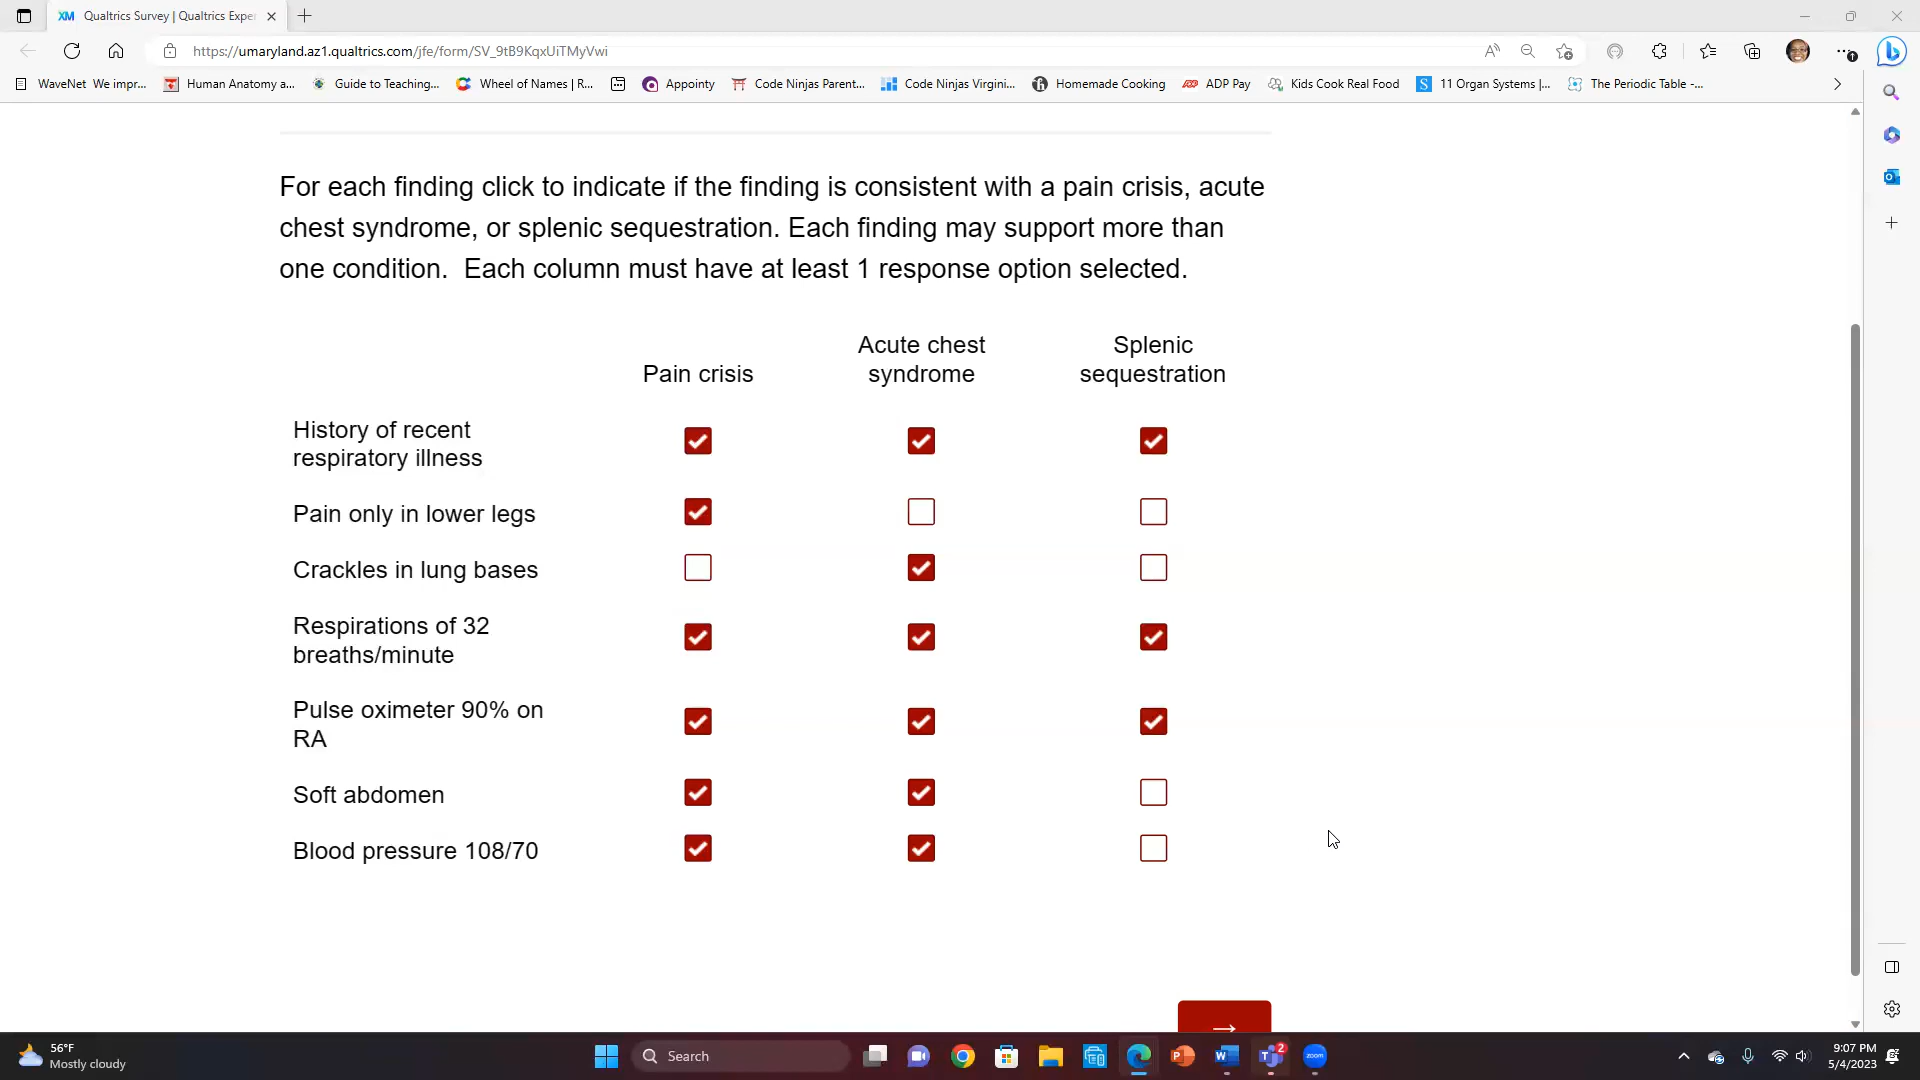 Qualtrics Survey | Qualtrics Expe
https://umaryland.az1.qualtrics.com/jfe/form/SV_9tB9KqxUiTMyVwi
WaveNet We impr...
Human Anatomy a...
Guide to Teaching...
Wheel of Names | R...
Appointy
Code Ninjas Parent...
Code Ninjas Virgini...
Homemade Cooking
ADP Pay
Kids Cook Real Food
11 Organ Systems |...
The Periodic Table -...
For each finding click to indicate if the finding is consistent with a pain crisis, acute
chest syndrome, or splenic sequestration. Each finding may support more than
one condition.  Each column must have at least 1 response option selected.
Pain crisis
Acute chest
syndrome
Splenic
sequestration
History of recent
respiratory illness
Pain only in lower legs
Crackles in lung bases
Respirations of 32
breaths/minute
Pulse oximeter 90% on
RA
Soft abdomen
Blood pressure 108/70
56°F
Mostly cloudy
Search
2
zoom
9:07 PM
5/4/2023